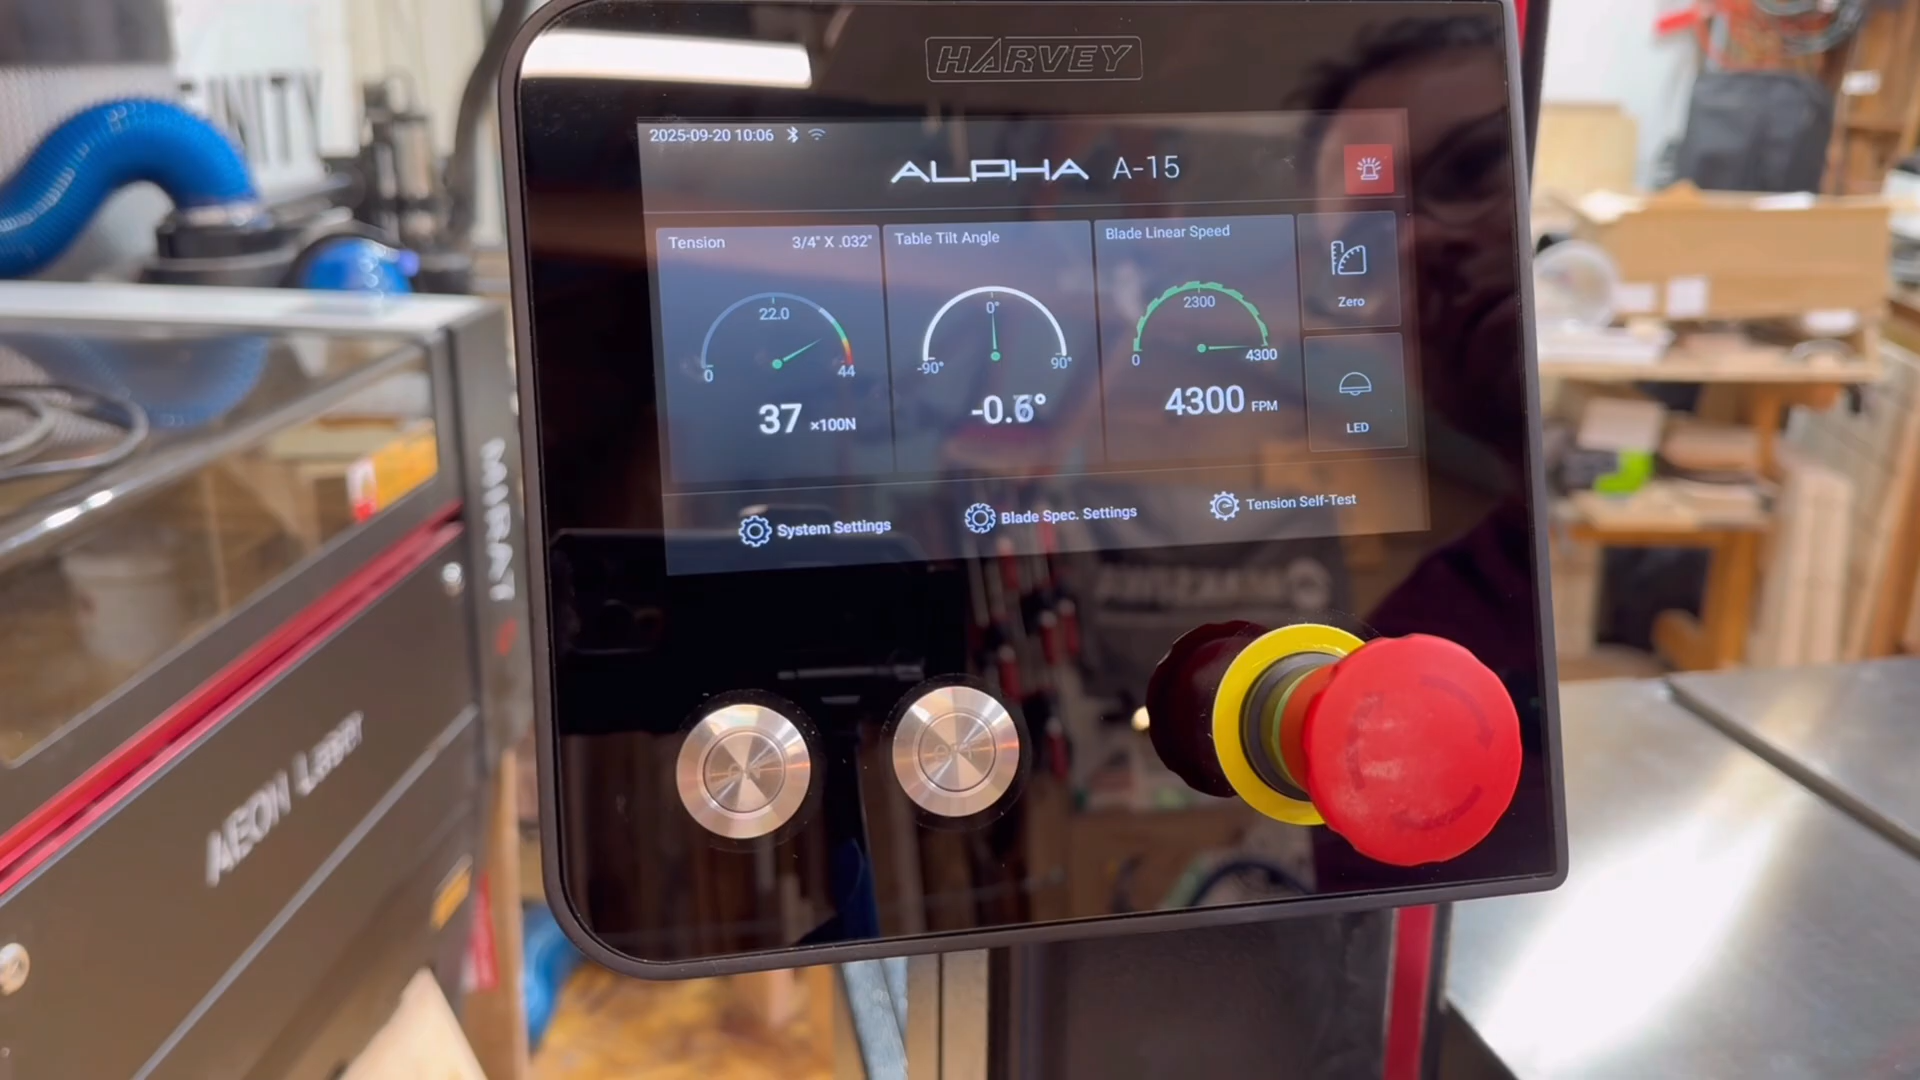 HARVEY
2025-09-20 10:06
ALPHA A-15
Tension 3/4" X .032"
22.0
0 44
37 ×100N
Table Tilt Angle
0°
-90° 90°
Blade Linear Speed
2300
0 4300
4300 FPM
Zero
LED
System Settings
Blade Spec. Settings
Tension Self-Test
MIRA7
AEON Laser